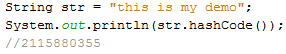 String str = "this is my demo";
System.out.println(str.hashCode());
//2115880355